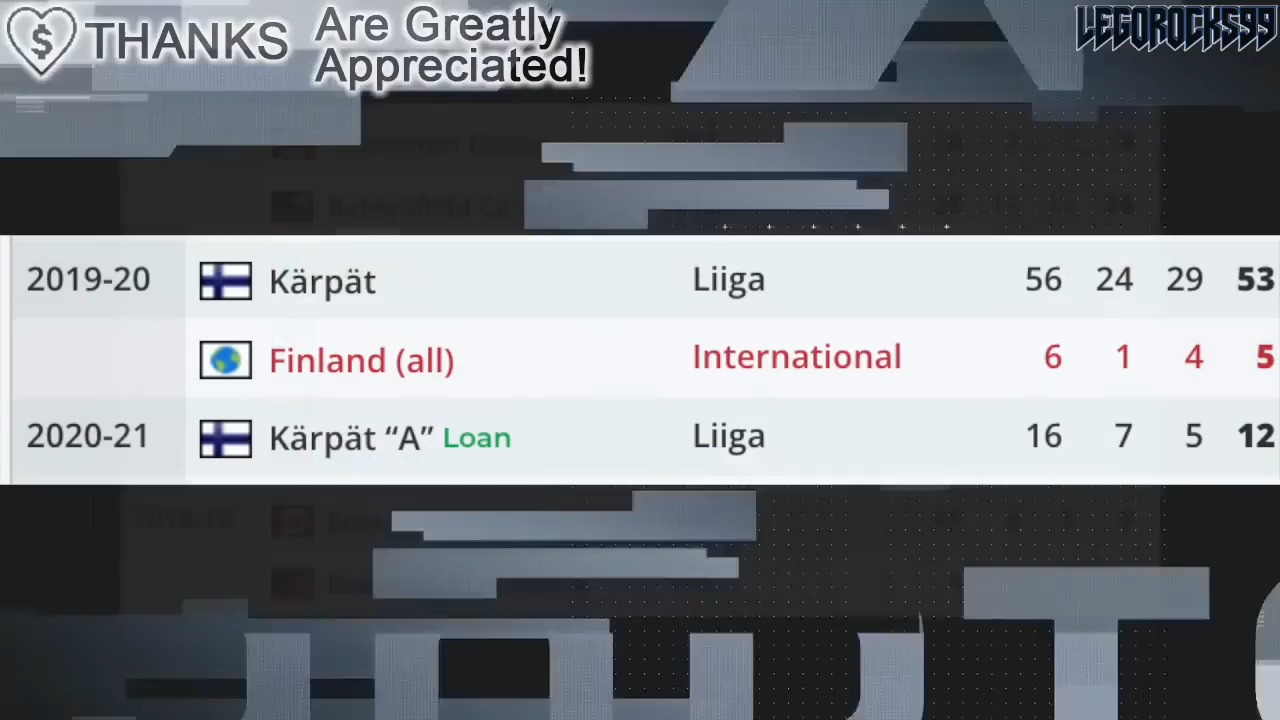 THANKS Are Greatly
Appreciated!
LEGOROCKS99
2019-20 Kärpät Liiga 56 24 29 53
Finland (all) International 6 1 4 5
2020-21 Kärpät “A” Loan Liiga 16 7 5 12